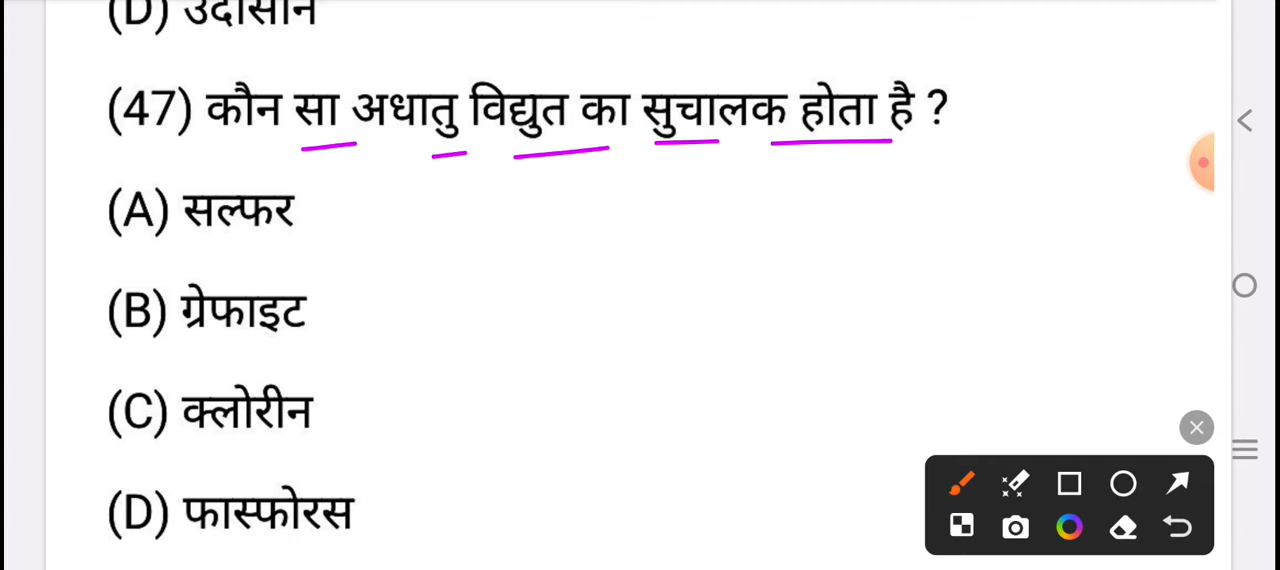 (D) उदासीन
(47) कौन सा अधातु विद्युत का सुचालक होता है ?
(A) सल्फर
(B) ग्रेफाइट
(C) क्लोरीन
(D) फास्फोरस